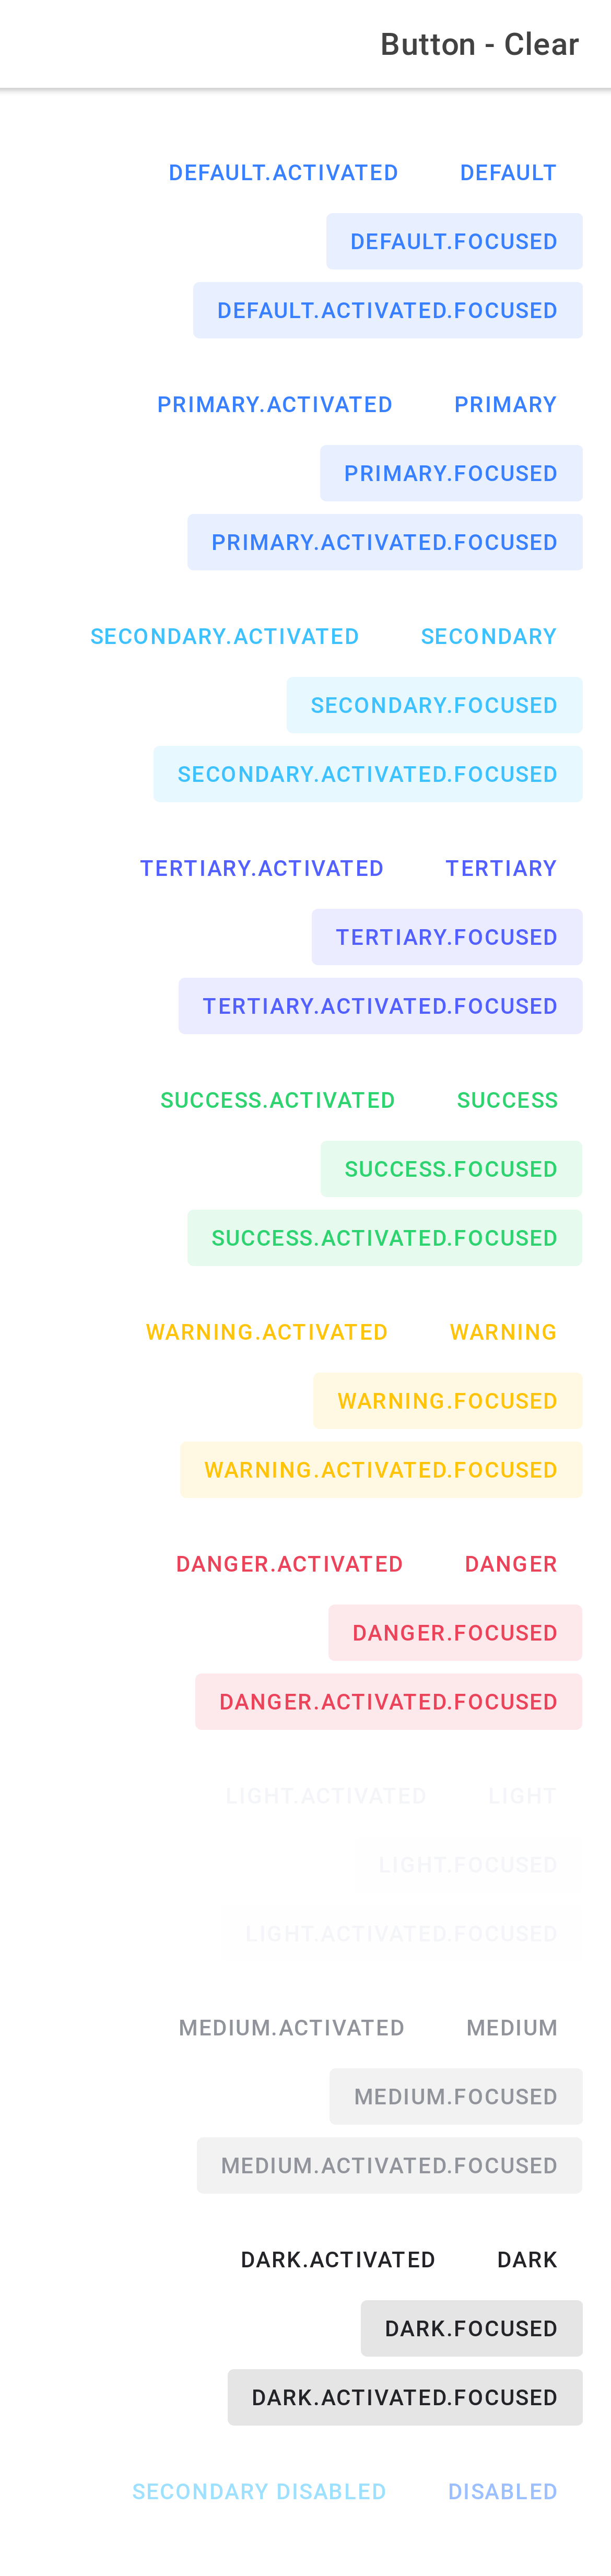 Button - Clear
DEFAULT.ACTIVATED DEFAULT
DEFAULT.FOCUSED
DEFAULT.ACTIVATED.FOCUSED
PRIMARY.ACTIVATED PRIMARY
PRIMARY.FOCUSED
PRIMARY.ACTIVATED.FOCUSED
SECONDARY.ACTIVATED SECONDARY
SECONDARY.FOCUSED
SECONDARY.ACTIVATED.FOCUSED
TERTIARY.ACTIVATED TERTIARY
TERTIARY.FOCUSED
TERTIARY.ACTIVATED.FOCUSED
SUCCESS.ACTIVATED SUCCESS
SUCCESS.FOCUSED
SUCCESS.ACTIVATED.FOCUSED
WARNING.ACTIVATED WARNING
WARNING.FOCUSED
WARNING.ACTIVATED.FOCUSED
DANGER.ACTIVATED DANGER
DANGER.FOCUSED
DANGER.ACTIVATED.FOCUSED
LIGHT.ACTIVATED LIGHT
LIGHT.FOCUSED
LIGHT.ACTIVATED.FOCUSED
MEDIUM.ACTIVATED MEDIUM
MEDIUM.FOCUSED
MEDIUM.ACTIVATED.FOCUSED
DARK.ACTIVATED DARK
DARK.FOCUSED
DARK.ACTIVATED.FOCUSED
SECONDARY DISABLED DISABLED